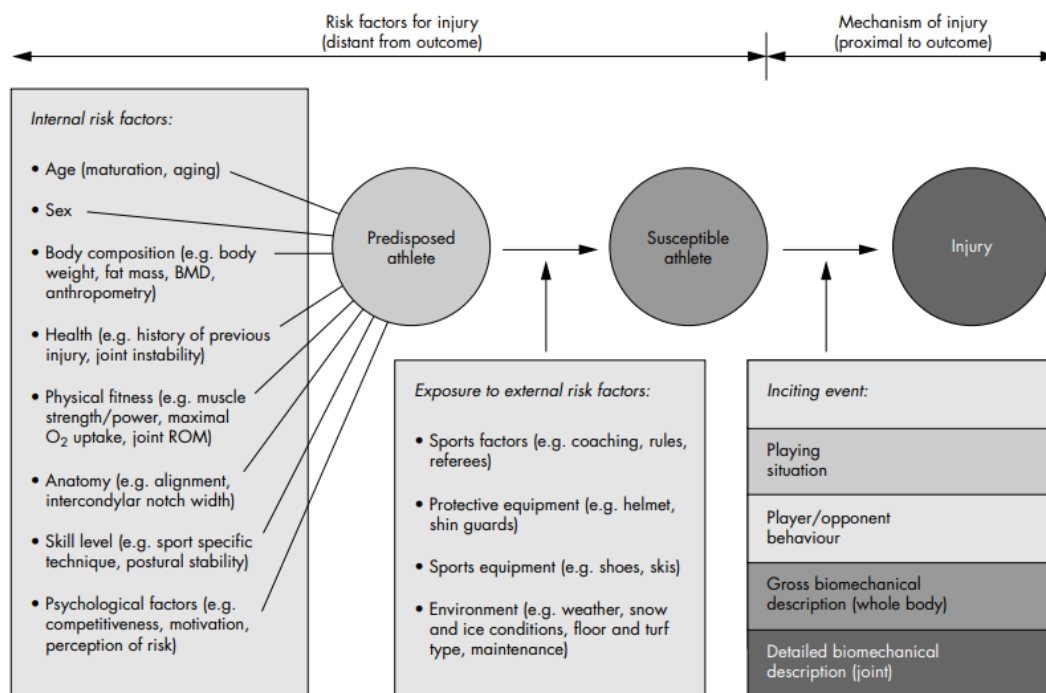 Risk factors for injury
(distant from outcome)
Mechanism of injury
(proximal to outcome)
Internal risk factors:
• Age (maturation, aging)
• Sex
• Body composition (e.g. body
weight, fat mass, BMD,
anthropometry)
• Health (e.g. history of previous
injury, joint instability)
• Physical fitness (e.g. muscle
strength/power, maximal
O₂ uptake, joint ROM)
• Anatomy (e.g. alignment,
intercondylar notch width)
• Skill level (e.g. sport specific
technique, postural stability)
• Psychological factors (e.g.
competitiveness, motivation,
perception of risk)
Predisposed
athlete
Susceptible
athlete
Injury
Exposure to external risk factors:
• Sports factors (e.g. coaching, rules,
referees)
• Protective equipment (e.g. helmet,
shin guards)
• Sports equipment (e.g. shoes, skis)
• Environment (e.g. weather, snow
and ice conditions, floor and turf
type, maintenance)
Inciting event:
Playing
situation
Player/opponent
behaviour
Gross biomechanical
description (whole body)
Detailed biomechanical
description (joint)